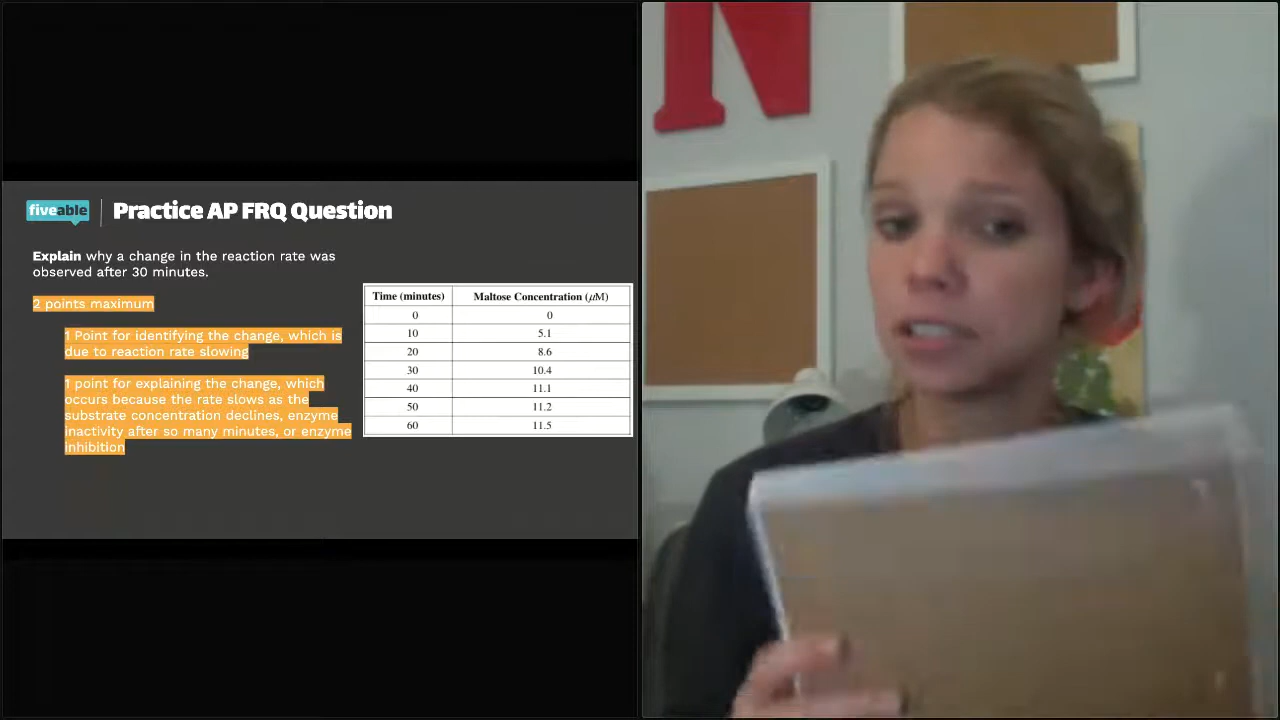 fiveable
Practice AP FRQ Question
Explain why a change in the reaction rate was
observed after 30 minutes.
2 points maximum
1 Point for identifying the change, which is
due to reaction rate slowing
1 point for explaining the change, which
occurs because the rate slows as the
substrate concentration declines, enzyme
inactivity after so many minutes, or enzyme
inhibition
Time (minutes) Maltose Concentration (μM)
0 0
10 5.1
20 8.6
30 10.4
40 11.1
50 11.2
60 11.5
N